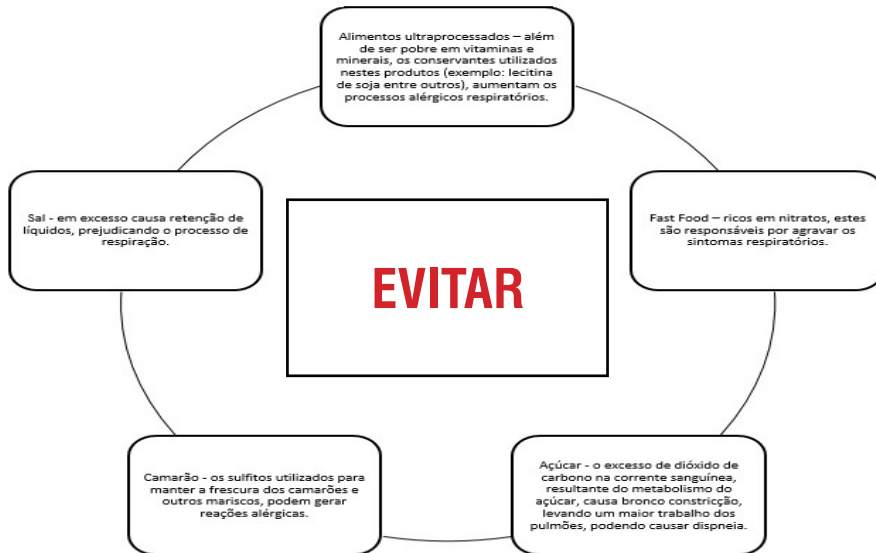 Alimentos ultraprocessados – além
de ser pobre em vitaminas e
minerais, os conservantes utilizados
nestes produtos (exemplo: lecitina
de soja entre outros), aumentam os
processos alérgicos respiratórios.
Sal - em excesso causa retenção de
líquidos, prejudicando o processo de
respiração.
Fast Food – ricos em nitratos, estes
são responsáveis por agravar os
sintomas respiratórios.
EVITAR
Camarão - os sulfitos utilizados para
manter a frescura dos camarões e
outros mariscos, podem gerar
reações alérgicas.
Açúcar - o excesso de dióxido de
carbono na corrente sanguínea,
resultante do metabolismo do
açúcar, causa bronco constricção,
levando um maior trabalho dos
pulmões, podendo causar dispneia.